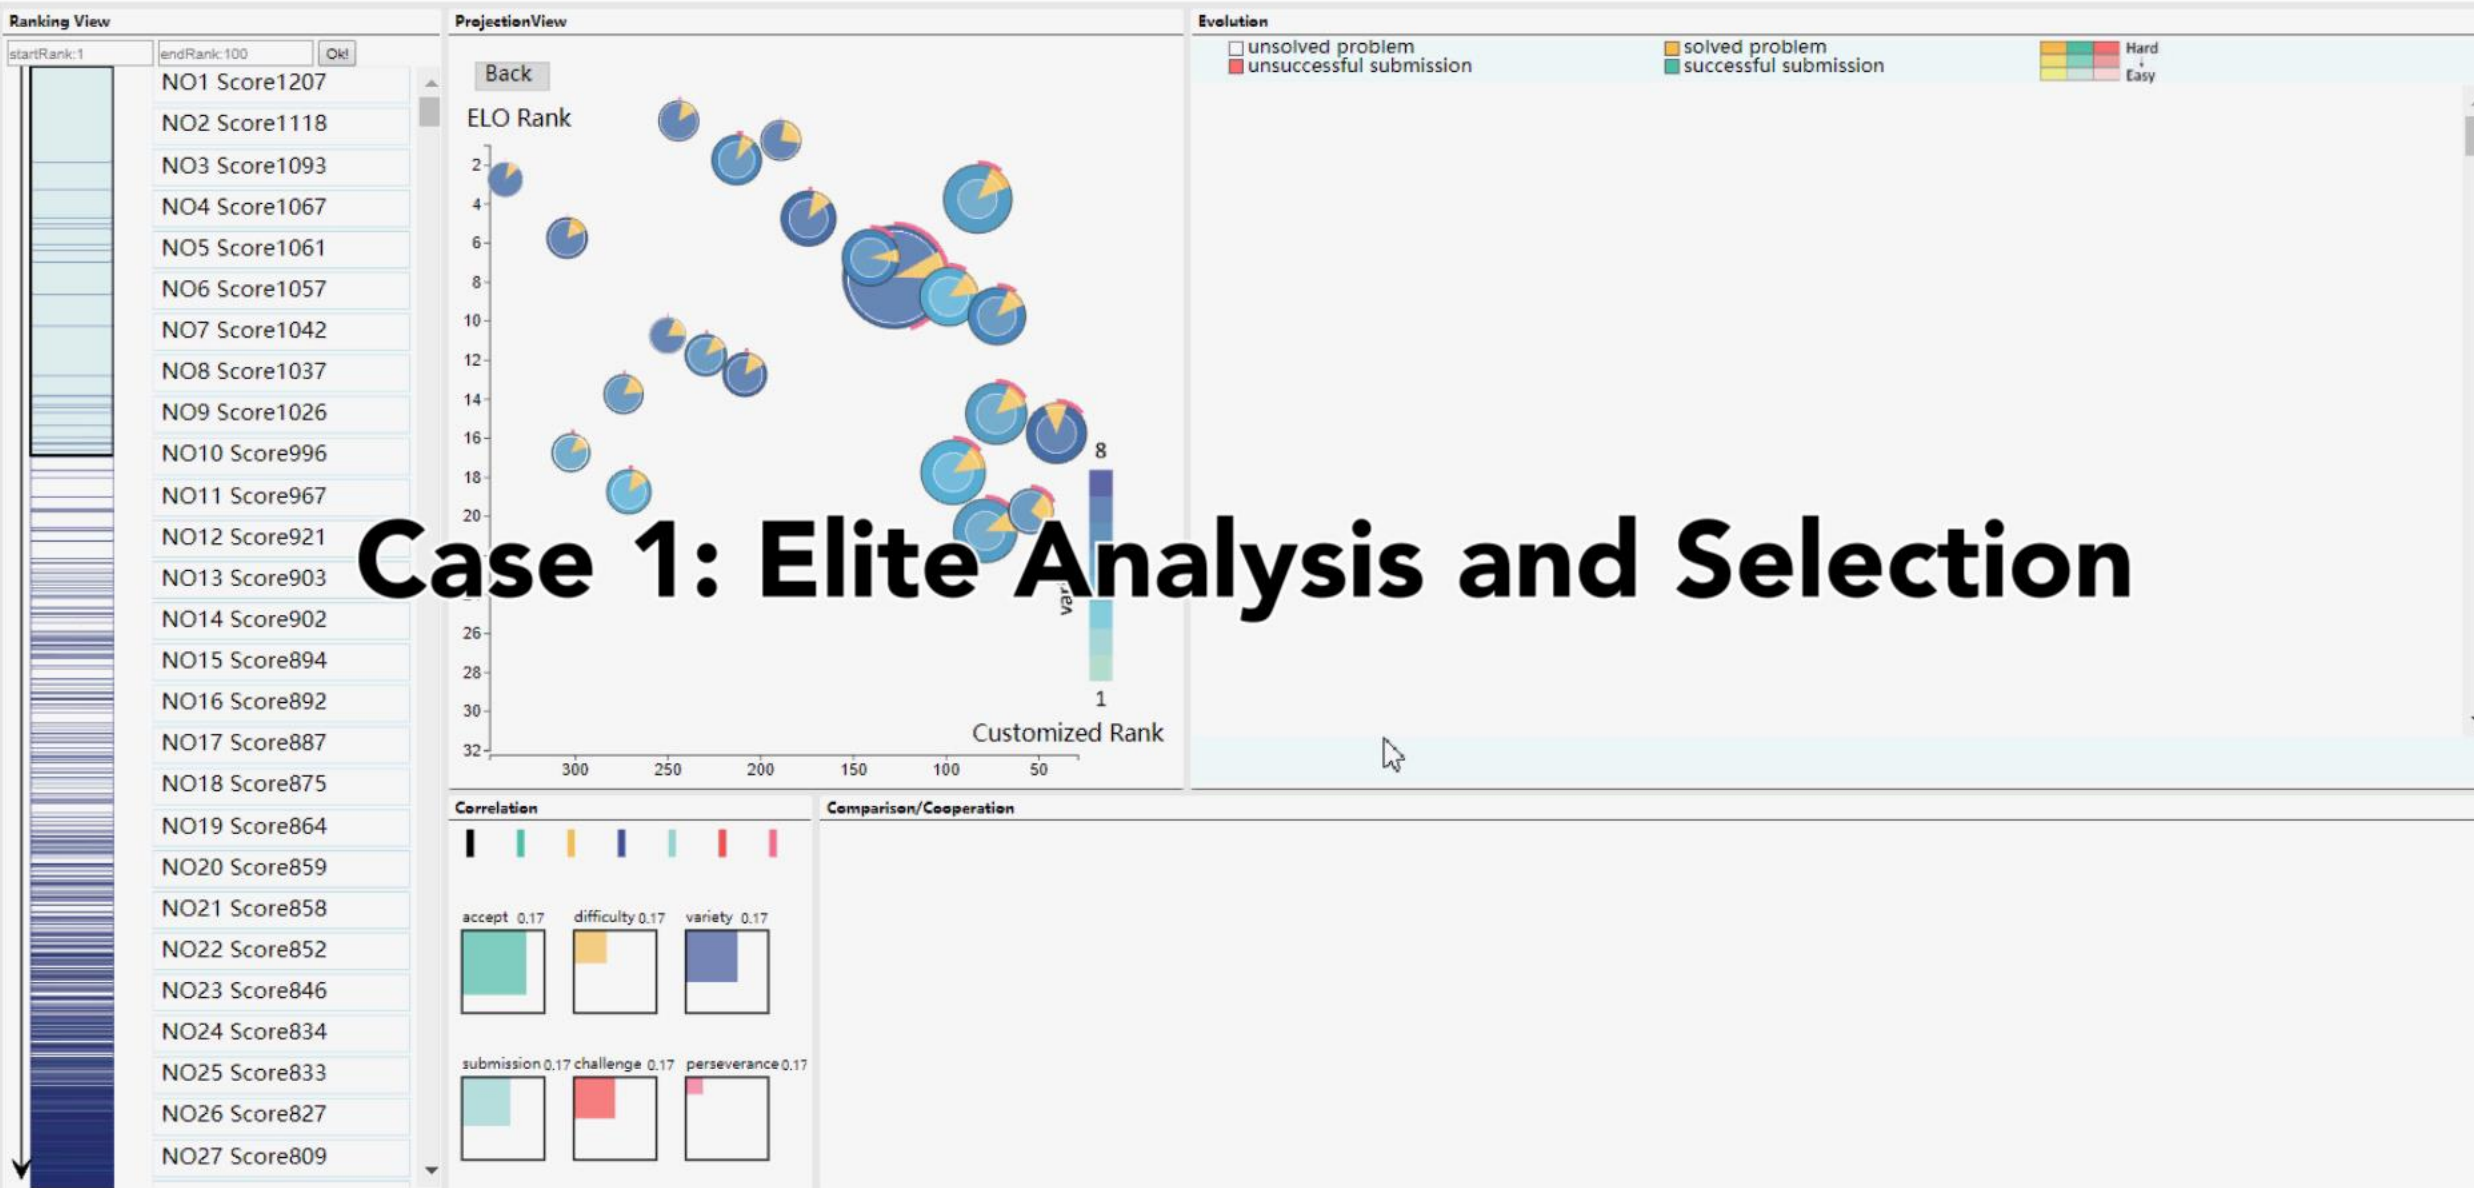 Ranking View
startRank:1
endRank:100
Ok!
NO1 Score1207
NO2 Score1118
NO3 Score1093
NO4 Score1067
NO5 Score1061
NO6 Score1057
NO7 Score1042
NO8 Score1037
NO9 Score1026
NO10 Score996
NO11 Score967
NO12 Score921
NO13 Score903
NO14 Score902
NO15 Score894
NO16 Score892
NO17 Score887
NO18 Score875
NO19 Score864
NO20 Score859
NO21 Score858
NO22 Score852
NO23 Score846
NO24 Score834
NO25 Score833
NO26 Score827
NO27 Score809
ProjectionView
Back
ELO Rank
2
4
6
8
10
12
14
16
18
20
26
28
30
32
300
250
200
150
100
50
Customized Rank
8
1
Evolution
unsolved problem
solved problem
unsuccessful submission
successful submission
Hard
Easy
Case 1: Elite Analysis and Selection
Correlation
accept 0.17
difficulty 0.17
variety 0.17
submission 0.17
challenge 0.17
perseverance 0.17
Comparison/Cooperation